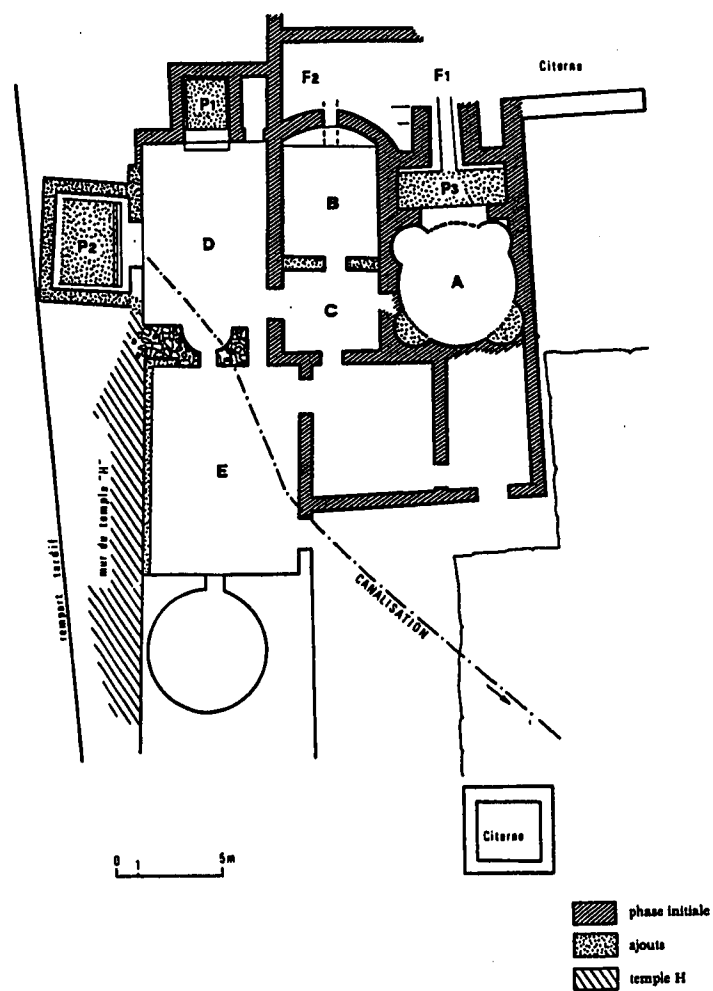 F2
F1
Citerne
P1
P3
B
P2
D
A
C
E
mur du temple "H"
rempart tardif
CANALISATION
0 1 5m
Citerne
phase initiale
ajouts
temple H